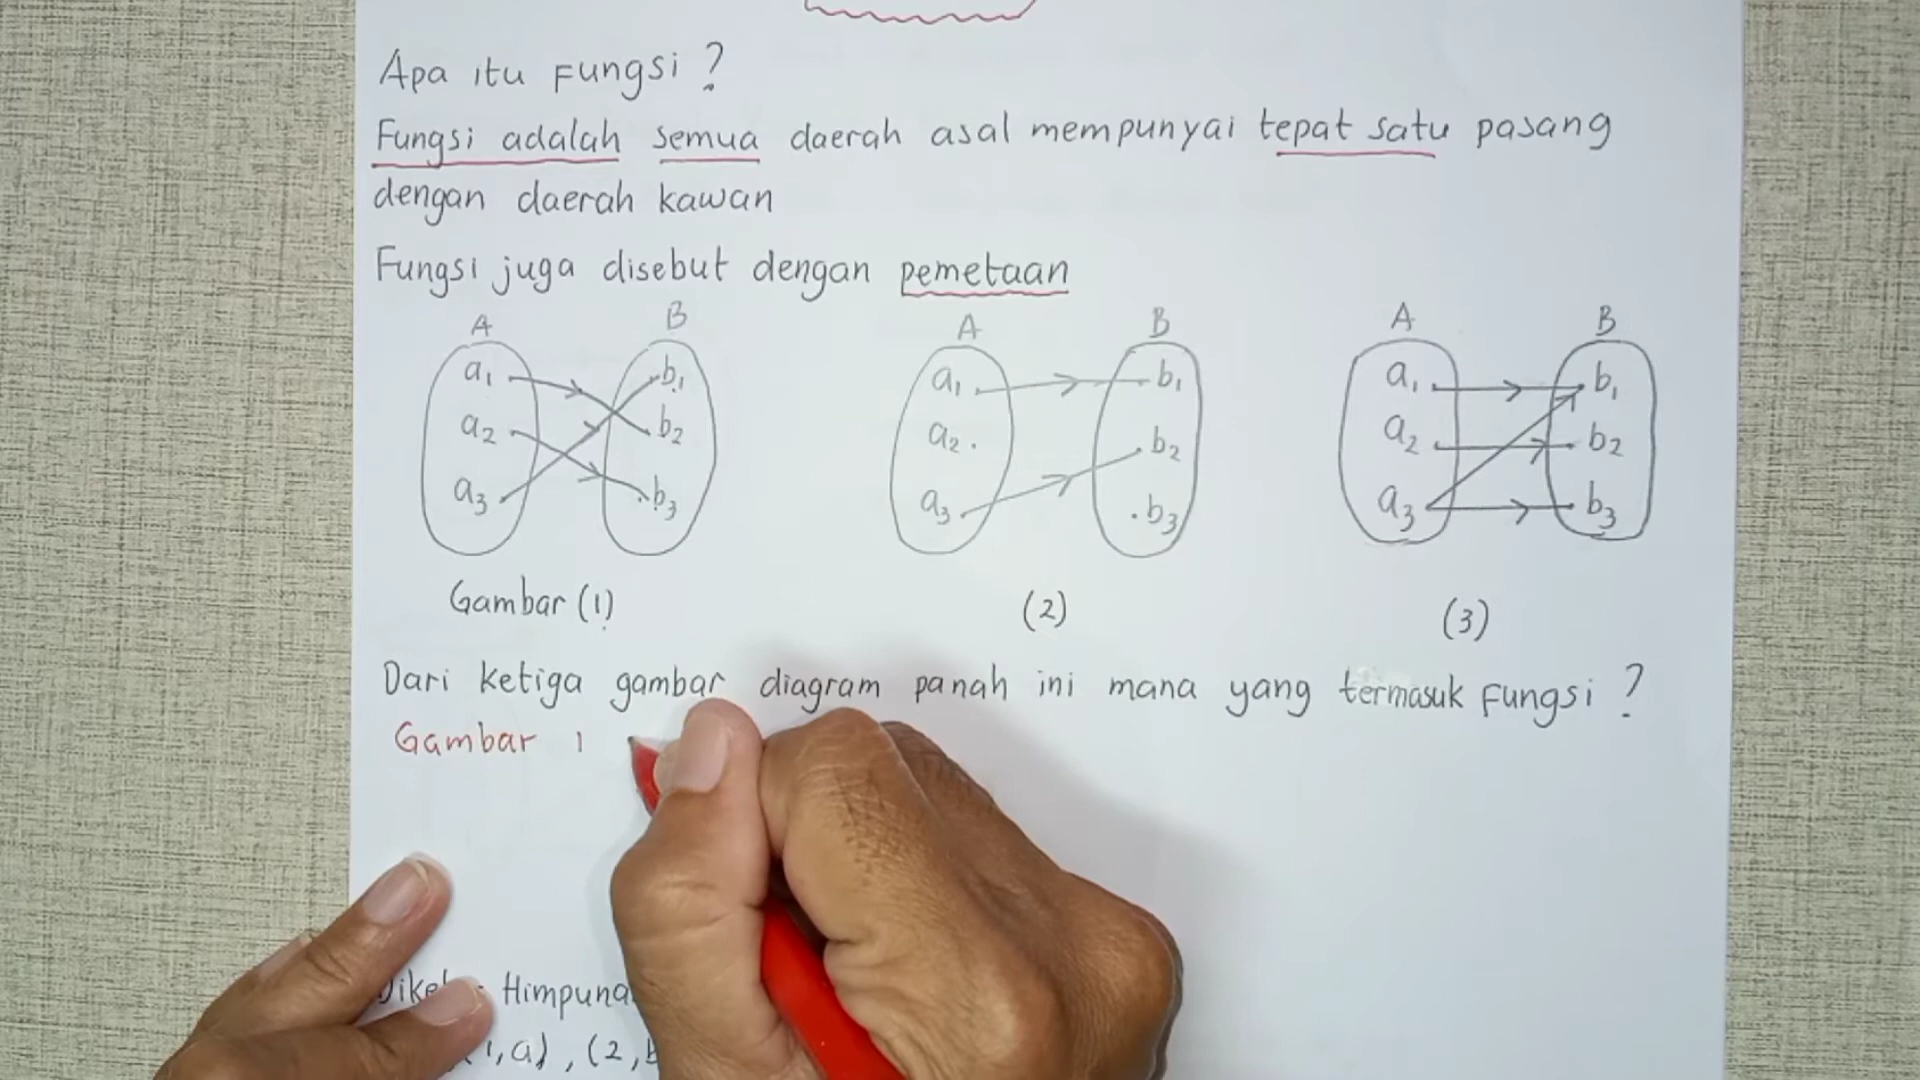 Apa itu Fungsi ?
Fungsi adalah semua daerah asal mempunyai tepat satu pasang
dengan daerah kawan
Fungsi juga disebut dengan pemetaan
A B A B A B
a1 b1 a1 b1 a1 b1
a2 b2 a2 b2 a2 b2
a3 b3 a3 b3 a3 b3
Gambar (1) (2) (3)
Dari ketiga gambar diagram panah ini mana yang termasuk Fungsi ?
Gambar 1
1,a), (2,